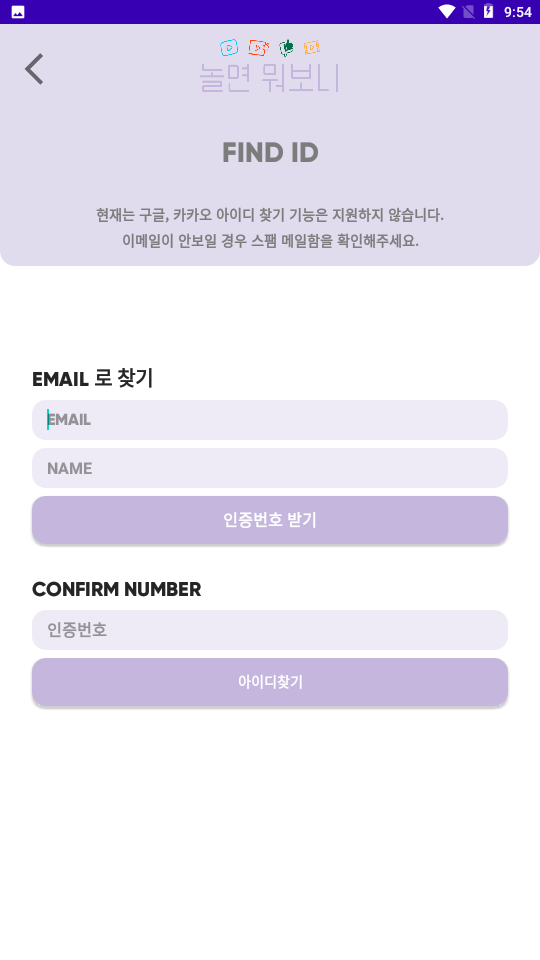 9:54
놀면 뭐보니
FIND ID
현재는 구글, 카카오 아이디 찾기 기능은 지원하지 않습니다.
이메일이 안보일 경우 스팸 메일함을 확인해주세요.
EMAIL 로 찾기
EMAIL
NAME
인증번호 받기
CONFIRM NUMBER
인증번호
아이디찾기